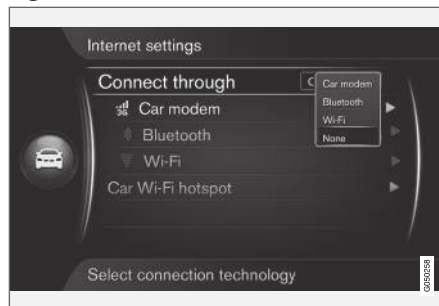 Internet settings
Connect through
Car modem
Bluetooth
Wi-Fi
None
3G Car modem
Bluetooth
Wi-Fi
Car Wi-Fi hotspot
Select connection technology
G050258